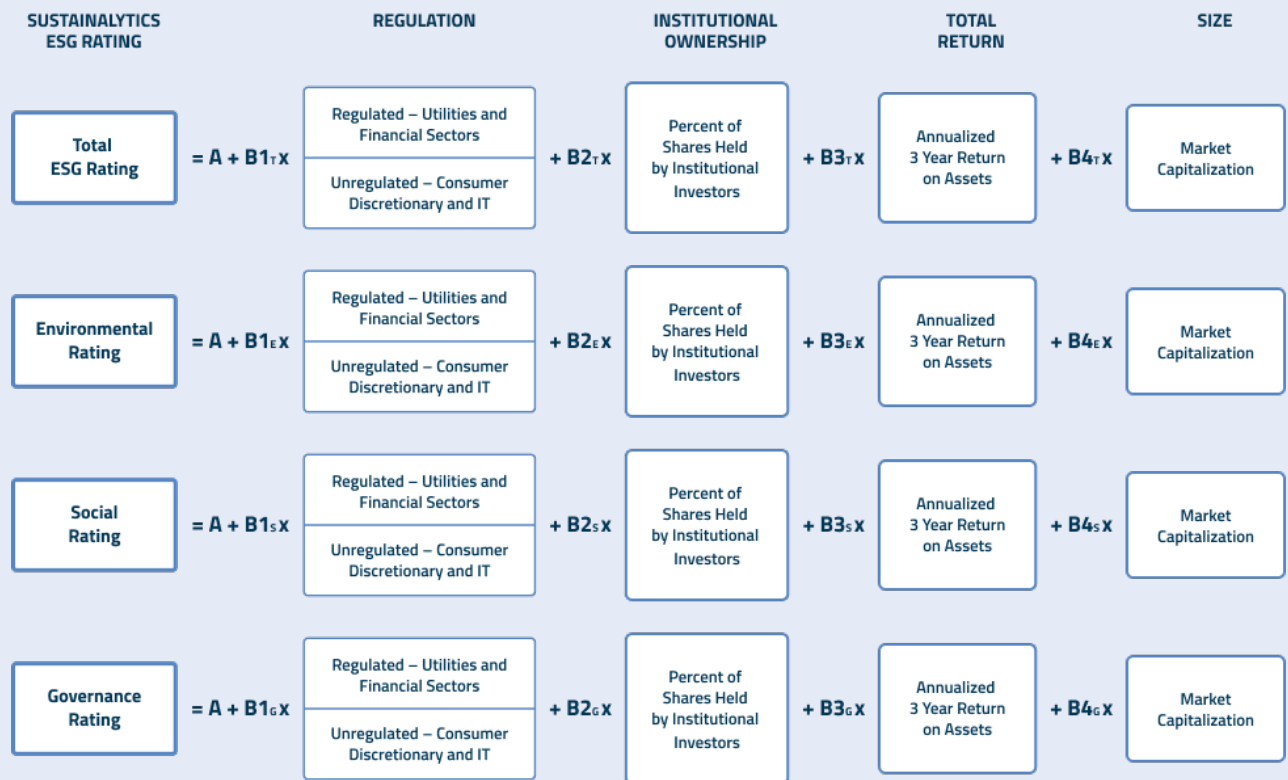 SUSTAINALYTICS
ESG RATING
REGULATION
INSTITUTIONAL
OWNERSHIP
TOTAL
RETURN
SIZE
Total
ESG Rating
= A + B1T x
Regulated – Utilities and
Financial Sectors
Unregulated – Consumer
Discretionary and IT
+ B2T x
Percent of
Shares Held
by Institutional
Investors
+ B3T x
Annualized
3 Year Return
on Assets
+ B4T x
Market
Capitalization
Environmental
Rating
= A + B1E x
Regulated – Utilities and
Financial Sectors
Unregulated – Consumer
Discretionary and IT
+ B2E x
Percent of
Shares Held
by Institutional
Investors
+ B3E x
Annualized
3 Year Return
on Assets
+ B4E x
Market
Capitalization
Social
Rating
= A + B1S x
Regulated – Utilities and
Financial Sectors
Unregulated – Consumer
Discretionary and IT
+ B2S x
Percent of
Shares Held
by Institutional
Investors
+ B3S x
Annualized
3 Year Return
on Assets
+ B4S x
Market
Capitalization
Governance
Rating
= A + B1G x
Regulated – Utilities and
Financial Sectors
Unregulated – Consumer
Discretionary and IT
+ B2G x
Percent of
Shares Held
by Institutional
Investors
+ B3G x
Annualized
3 Year Return
on Assets
+ B4G x
Market
Capitalization